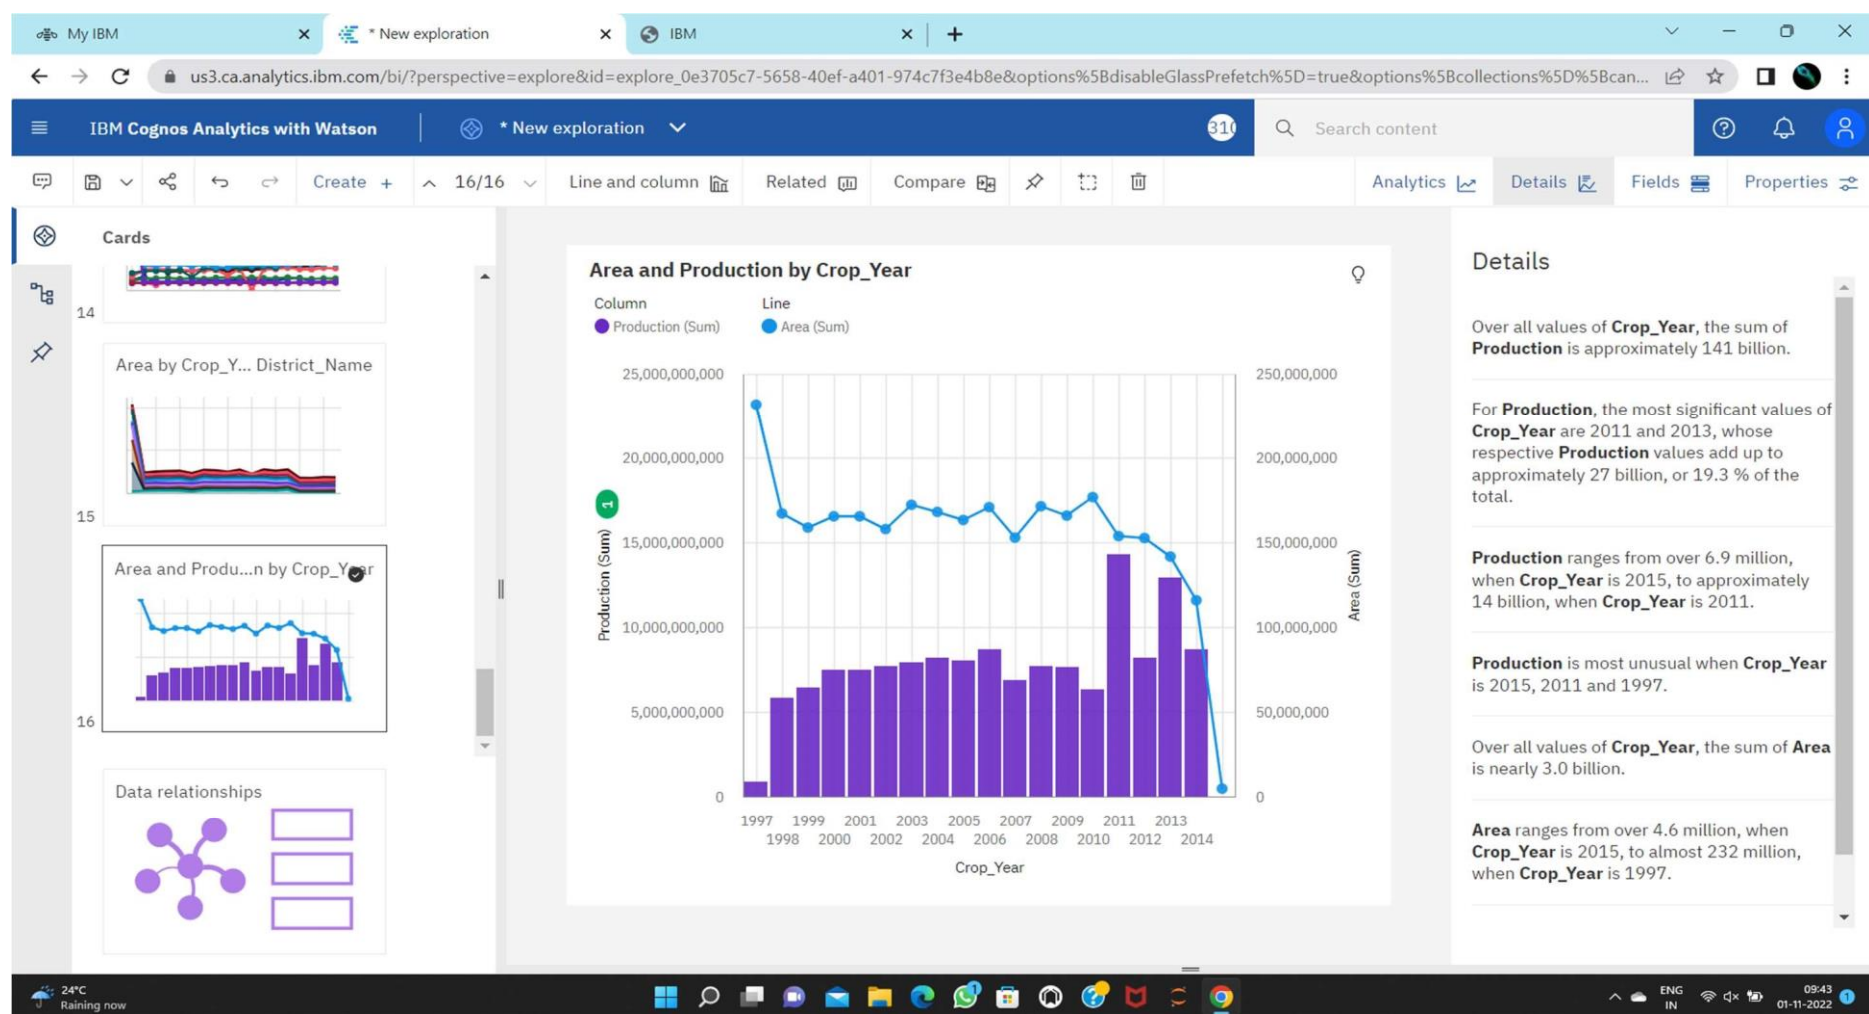 My IBM
* New exploration
IBM
us3.ca.analytics.ibm.com/bi/?perspective=explore&id=explore_0e3705c7-5658-40ef-a401-974c7f3e4b8e&options%5BdisableGlassPrefetch%5D=true&options%5Bcollections%5D%5Bcan...
IBM Cognos Analytics with Watson
* New exploration
310
Search content
Create +
16/16
Line and column
Related
Compare
Analytics
Details
Fields
Properties
Cards
14
Area by Crop_Y... District_Name
15
Area and Produ...n by Crop_Year
16
Data relationships
Area and Production by Crop_Year
Column
Line
Production (Sum)
Area (Sum)
25,000,000,000
20,000,000,000
15,000,000,000
10,000,000,000
5,000,000,000
0
Production (Sum)
1
250,000,000
200,000,000
150,000,000
100,000,000
50,000,000
0
Area (Sum)
1997 1999 2001 2003 2005 2007 2009 2011 2013
1998 2000 2002 2004 2006 2008 2010 2012 2014
Crop_Year
Details
Over all values of Crop_Year, the sum of
Production is approximately 141 billion.
For Production, the most significant values of
Crop_Year are 2011 and 2013, whose
respective Production values add up to
approximately 27 billion, or 19.3 % of the
total.
Production ranges from over 6.9 million,
when Crop_Year is 2015, to approximately
14 billion, when Crop_Year is 2011.
Production is most unusual when Crop_Year
is 2015, 2011 and 1997.
Over all values of Crop_Year, the sum of Area
is nearly 3.0 billion.
Area ranges from over 4.6 million, when
Crop_Year is 2015, to almost 232 million,
when Crop_Year is 1997.
24°C
Raining now
ENG
IN
09:43
01-11-2022
1